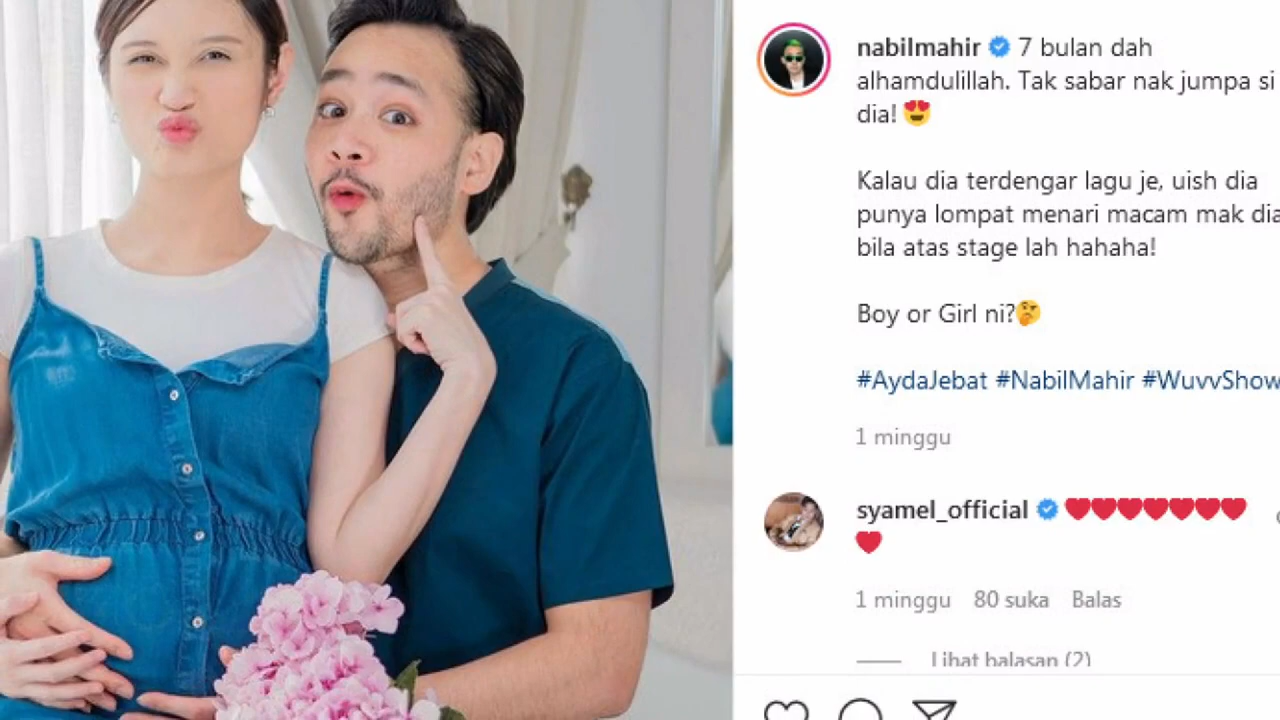 nabilmahir 7 bulan dah
alhamdulillah. Tak sabar nak jumpa si
dia! 😍
Kalau dia terdengar lagu je, uish dia
punya lompat menari macam mak dia
bila atas stage lah hahaha!
Boy or Girl ni?🤔
#AydaJebat #NabilMahir #WuvvShow
1 minggu
syamel_official ❤❤❤❤❤❤❤
❤
1 minggu 80 suka Balas
Lihat balasan (2)